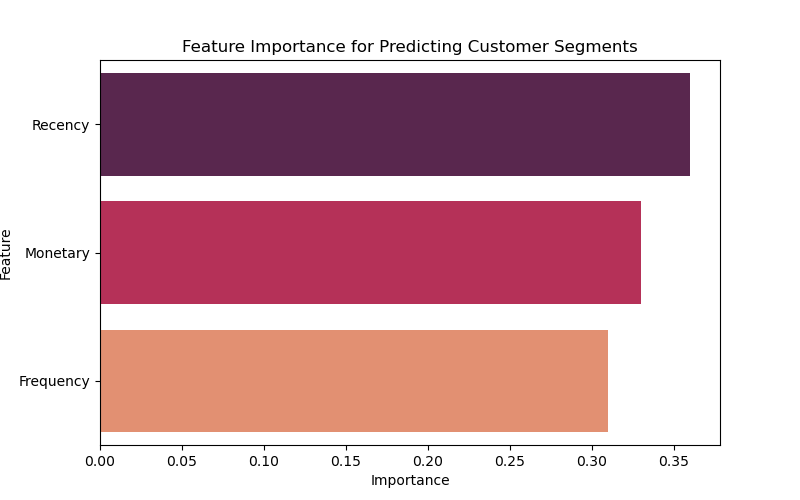 Feature Importance for Predicting Customer Segments
Recency
Monetary
Frequency
Feature
0.00 0.05 0.10 0.15 0.20 0.25 0.30 0.35
Importance